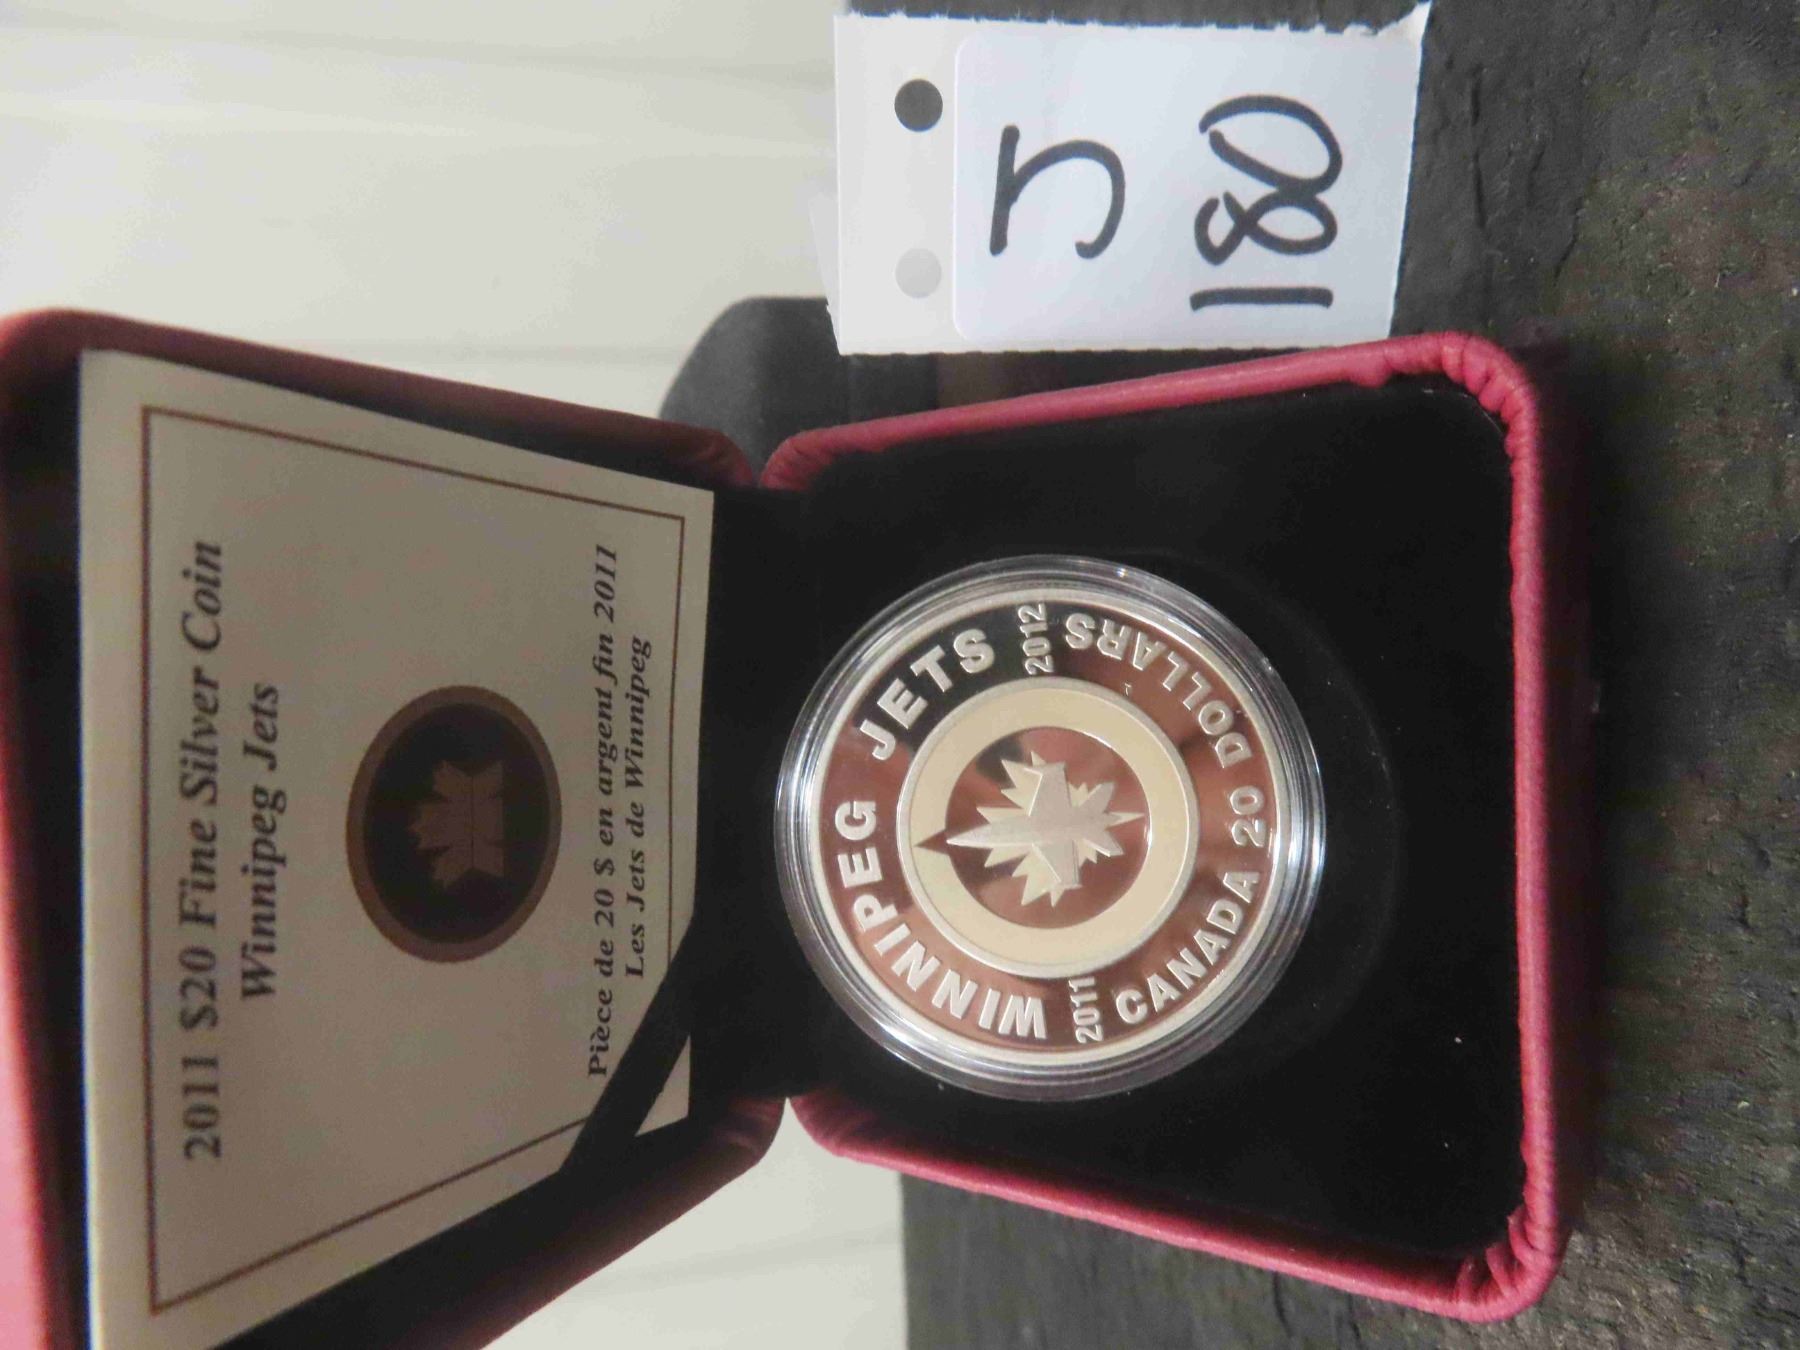 2011 $20 Fine Silver Coin
Winnipeg Jets
Pièce de 20 $ en argent fin 2011
Les Jets de Winnipeg
WINNIPEG JETS
2011
2012
CANADA 20 DOLLARS
J
180